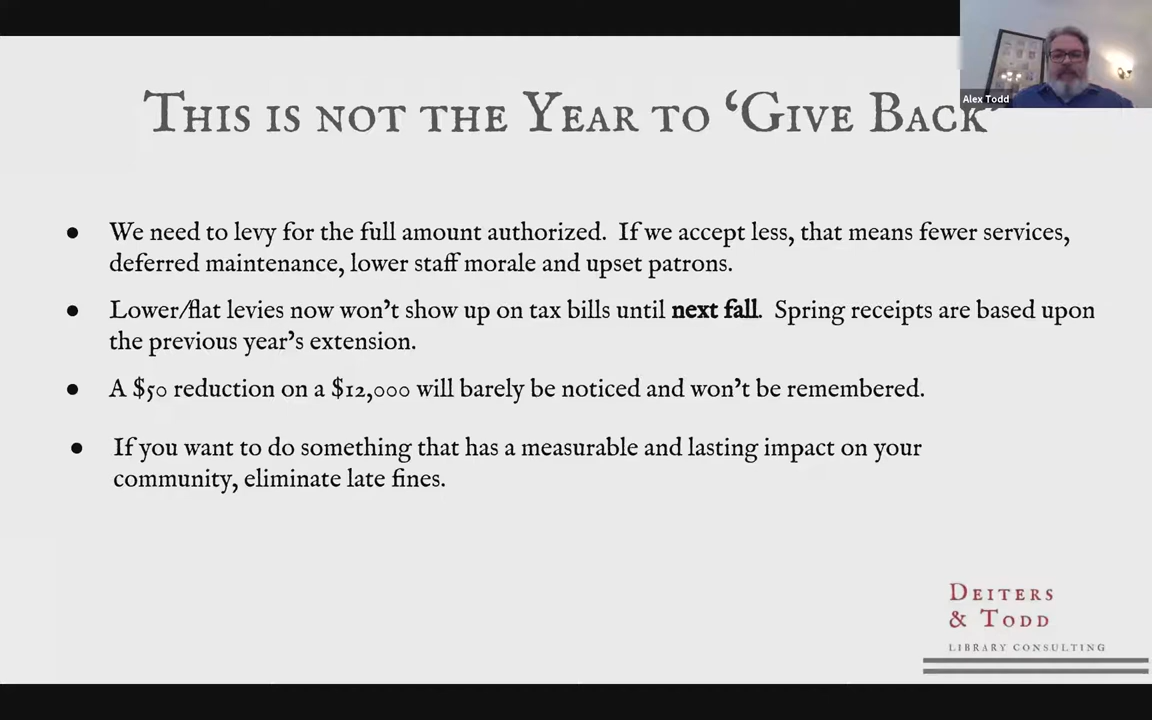 This is not the Year to ‘Give Back’
Alex Todd
● We need to levy for the full amount authorized.  If we accept less, that means fewer services,
deferred maintenance, lower staff morale and upset patrons.
● Lower/flat levies now won’t show up on tax bills until next fall.  Spring receipts are based upon
the previous year’s extension.
● A $50 reduction on a $12,000 will barely be noticed and won’t be remembered.
● If you want to do something that has a measurable and lasting impact on your
community, eliminate late fines.
Deiters
& Todd
Library Consulting